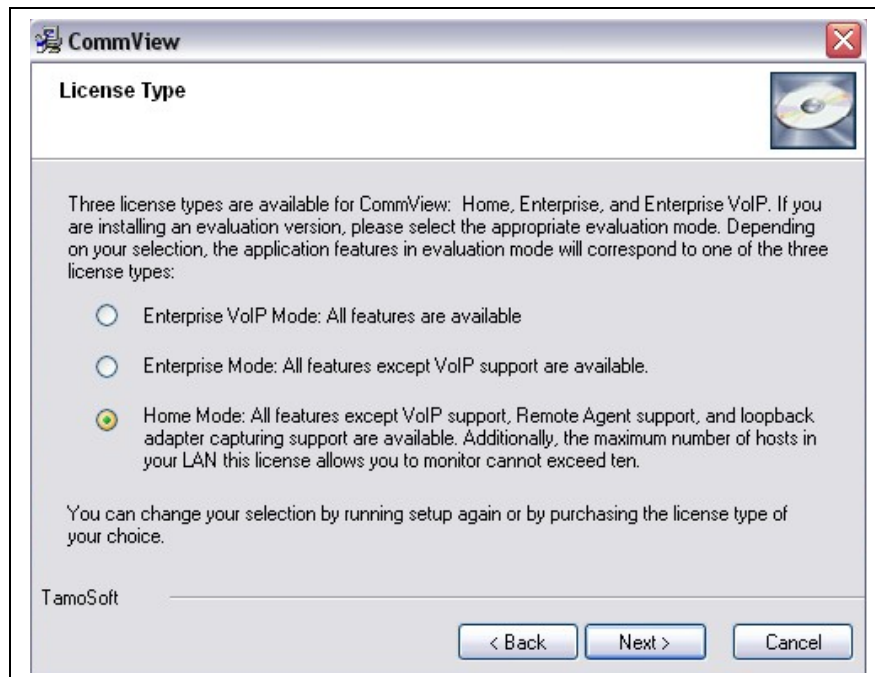 CommView
License Type
Three license types are available for CommView: Home, Enterprise, and Enterprise VoIP. If you
are installing an evaluation version, please select the appropriate evaluation mode. Depending
on your selection, the application features in evaluation mode will correspond to one of the three
license types:
Enterprise VoIP Mode: All features are available
Enterprise Mode: All features except VoIP support are available.
Home Mode: All features except VoIP support, Remote Agent support, and loopback
adapter capturing support are available. Additionally, the maximum number of hosts in
your LAN this license allows you to monitor cannot exceed ten.
You can change your selection by running setup again or by purchasing the license type of
your choice.
TamoSoft
< Back
Next >
Cancel